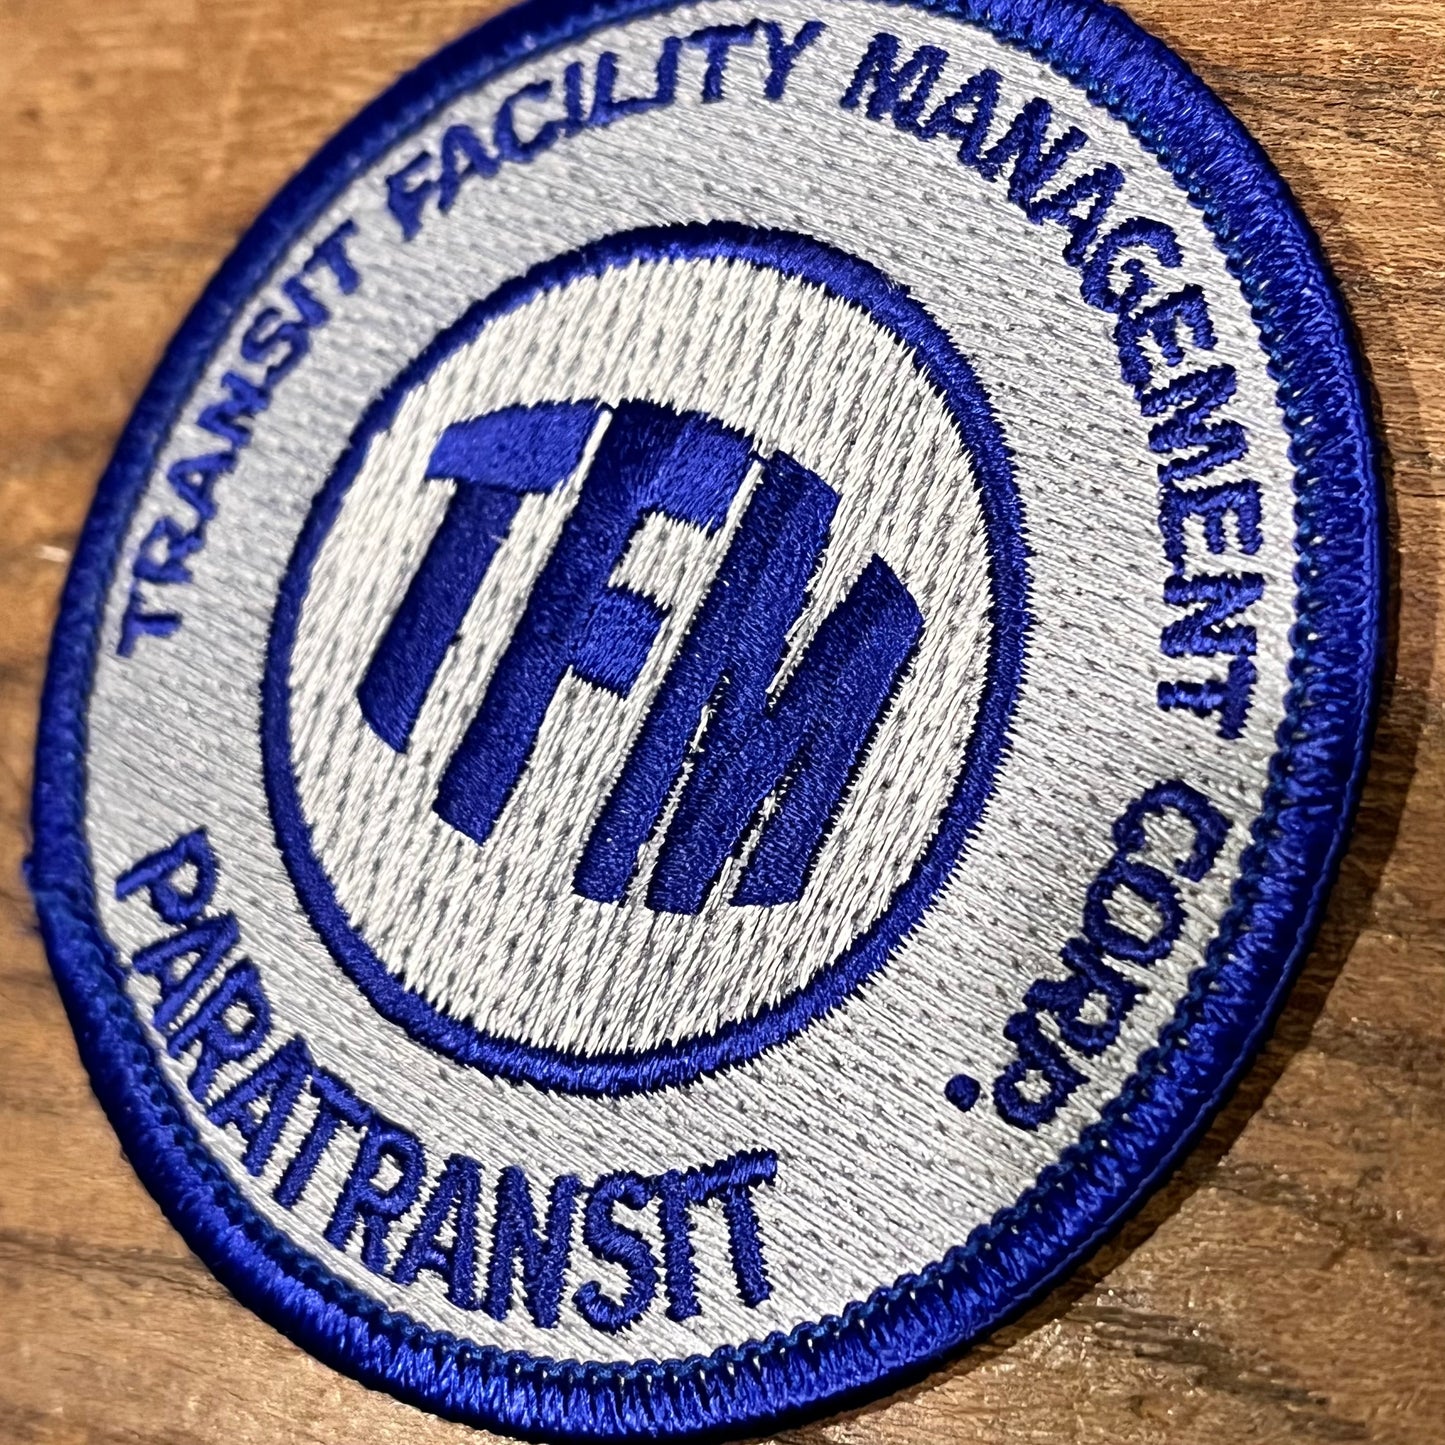 TRANSIT FACILITY MANAGEMENT CORP.
TFM
PARATRANSIT